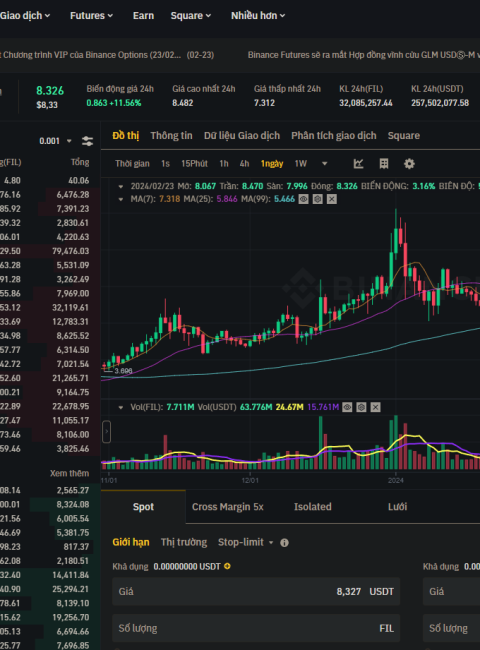 Giao dịch Futures Earn Square Nhiều hơn
t Chương trình VIP của Binance Options (23/02... (02-23) Binance Futures sẽ ra mắt Hợp đồng vĩnh cửu GLM USDⓈ-M v
8.326 Biến động giá 24h Giá cao nhất 24h Giá thấp nhất 24h KL 24h(FIL) KL 24h(USDT)
$8,33 0.863 +11.56% 8.482 7.312 32,085,257.44 257,502,077.58
0.001
g(FIL) Tổng
4.80 40.06
76.16 6,476.28
85.92 7,391.23
39.32 2,830.61
06.01 4,220.63
29.50 79,476.03
63.28 5,531.09
91.28 3,262.49
55.86 7,969.00
53.12 32,119.61
33.69 12,783.31
34.98 8,625.52
57.77 6,314.50
42.72 7,021.54
52.60 21,265.71
00.21 9,164.75
22.89 22,678.95
27.47 11,055.17
73.46 8,106.00
59.46 3,825.44
Xem thêm
08.14 2,565.27
00.01 8,324.08
21.56 6,005.54
46.69 5,381.75
98.23 817.37
62.08 2,180.51
32.40 14,411.84
40.90 25,294.21
78.61 8,139.10
15.62 19,256.70
05.13 6,694.66
25.77 7,696.85
Đồ thị Thông tin Dữ liệu Giao dịch Phân tích giao dịch Square
Thời gian 1s 15Phút 1h 4h 1ngày 1W
2024/02/23 Mở: 8.067 Trần: 8.470 Sàn: 7.996 Đóng: 8.326 BIẾN ĐỘNG: 3.16% BIÊN ĐỘ:
MA(7): 7.318 MA(25): 5.846 MA(99): 5.466
3.696
Vol(FIL): 7.711M Vol(USDT) 63.776M 24.67M 15.761M
11/01 12/01 2024
Spot Cross Margin 5x Isolated Lưới
Giới hạn Thị trường Stop-limit
Khả dụng 0.00000000 USDT Khả dụng 0.00
Giá 8,327 USDT Giá
Số lượng FIL Số lượng